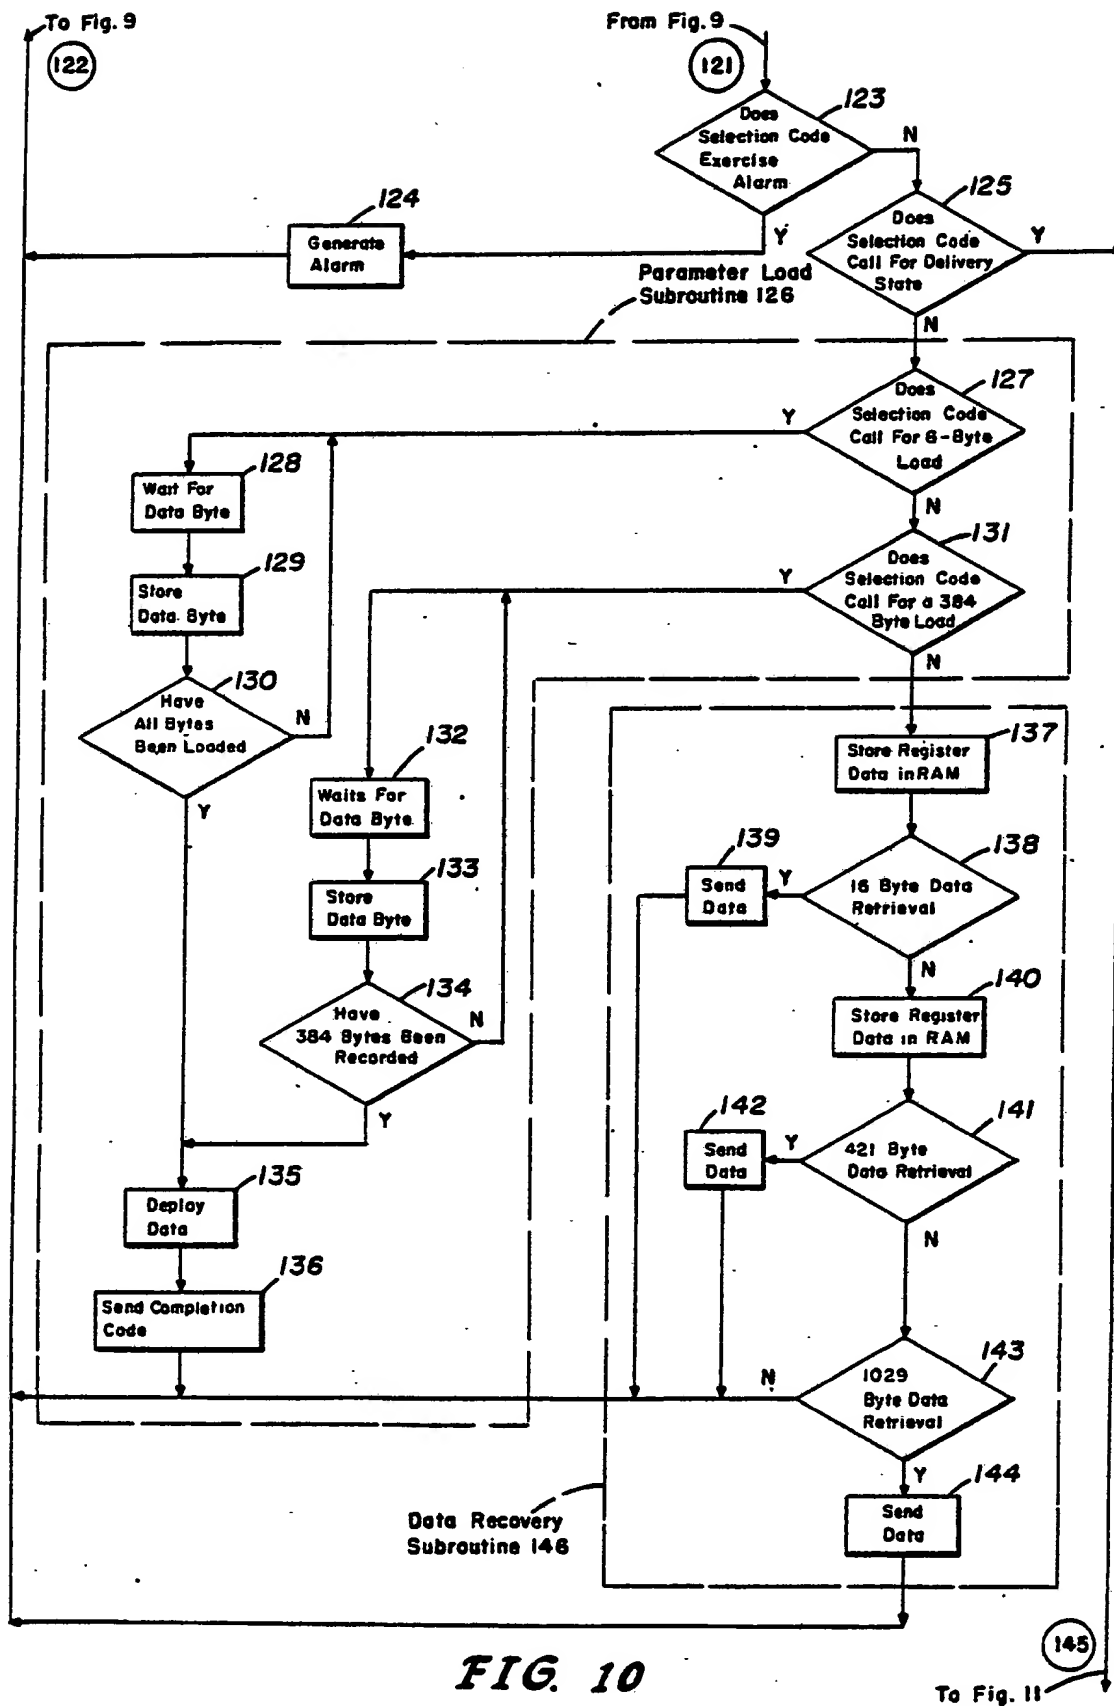 To Fig. 9
122
From Fig. 9
121
123
Does
Selection Code
Exercise
Alarm
N
Y
124
Generate
Alarm
125
Does
Selection Code
Call For Delivery
State
Y
N
Parameter Load
Subroutine 126
127
Does
Selection Code
Call For 6-Byte
Load
Y
N
128
Wait For
Data Byte
129
Store
Data Byte
130
Have
All Bytes
Been Loaded
N
Y
131
Does
Selection Code
Call For a 384
Byte Load
Y
N
132
Waits For
Data Byte
133
Store
Data Byte
134
Have
384 Bytes Been
Recorded
N
Y
135
Deploy
Data
136
Send Completion
Code
137
Store Register
Data in RAM
138
16 Byte Data
Retrieval
Y
N
139
Send
Data
140
Store Register
Data in RAM
141
421 Byte
Data Retrieval
Y
N
142
Send
Data
143
1029
Byte Data
Retrieval
N
Y
144
Send
Data
Data Recovery
Subroutine 146
145
To Fig. 11
FIG. 10